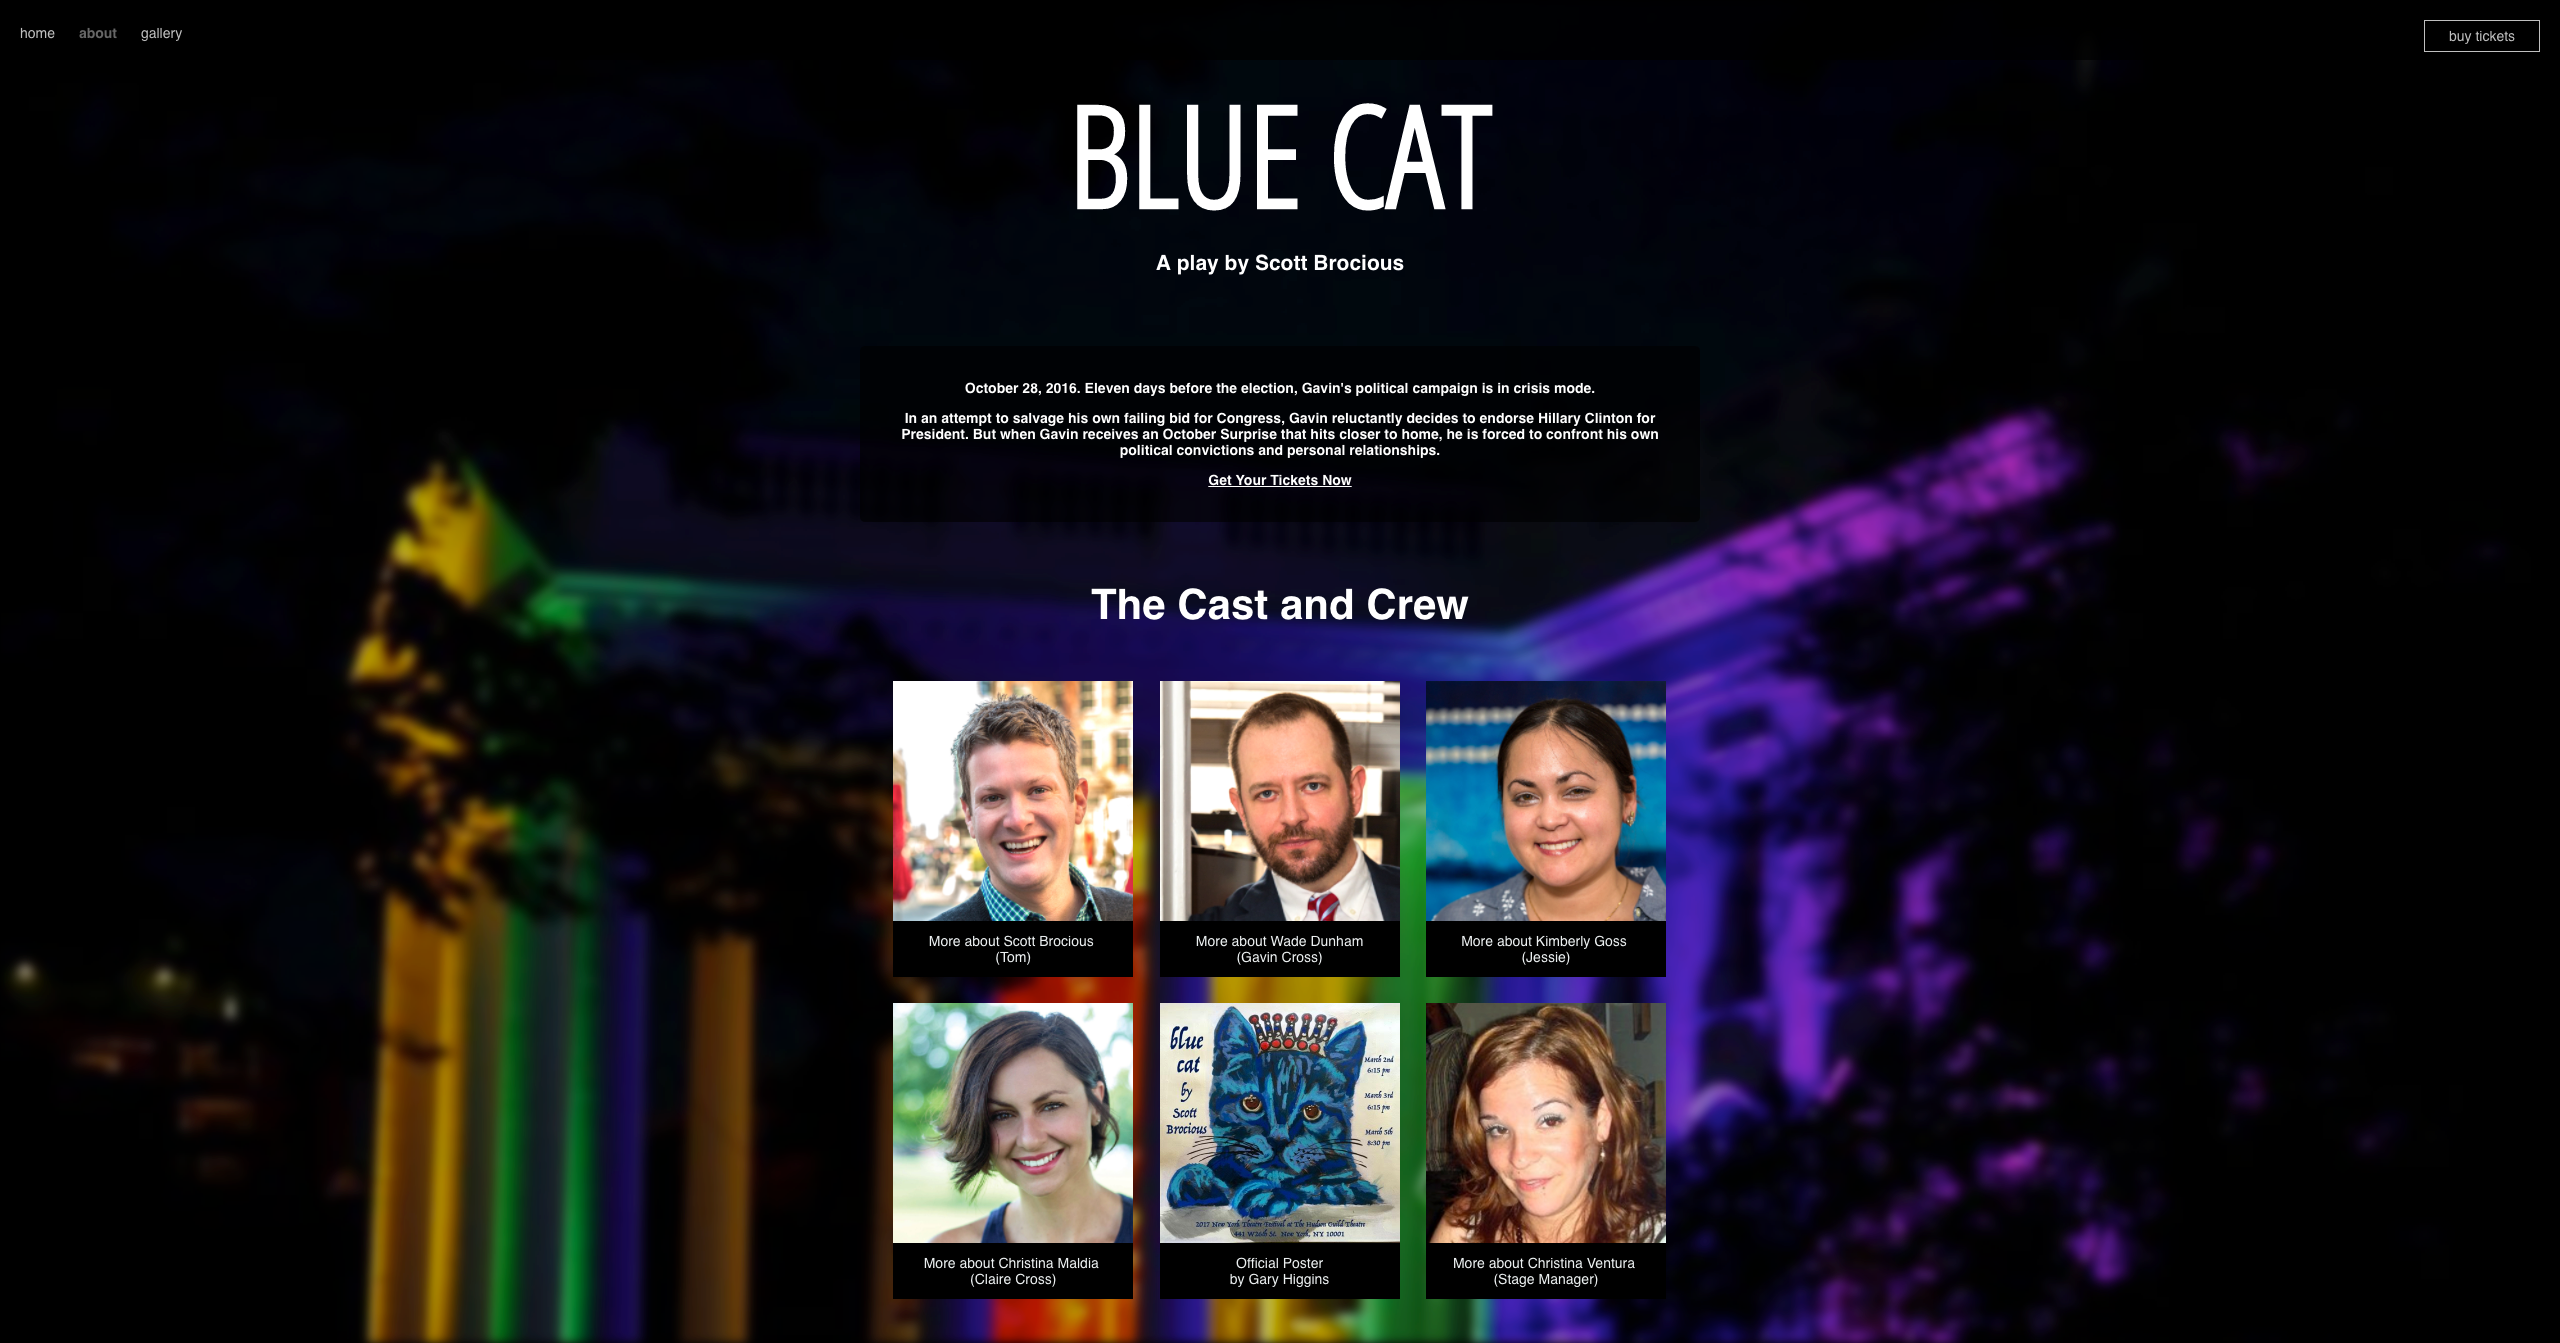 home about gallery buy tickets
BLUE CAT
A play by Scott Brocious
October 28, 2016. Eleven days before the election, Gavin's political campaign is in crisis mode.
In an attempt to salvage his own failing bid for Congress, Gavin reluctantly decides to endorse Hillary Clinton for
President. But when Gavin receives an October Surprise that hits closer to home, he is forced to confront his own
political convictions and personal relationships.
Get Your Tickets Now
The Cast and Crew
More about Scott Brocious
(Tom)
More about Wade Dunham
(Gavin Cross)
More about Kimberly Goss
(Jessie)
blue
cat
by
Scott
Brocious
March 2nd
6:15 pm
March 3rd
6:15 pm
March 5th
8:30 pm
2017 New York Theatre Festival at The Hudson Guild Theatre
441 W26th St New York, NY 10001
More about Christina Maldia
(Claire Cross)
Official Poster
by Gary Higgins
More about Christina Ventura
(Stage Manager)